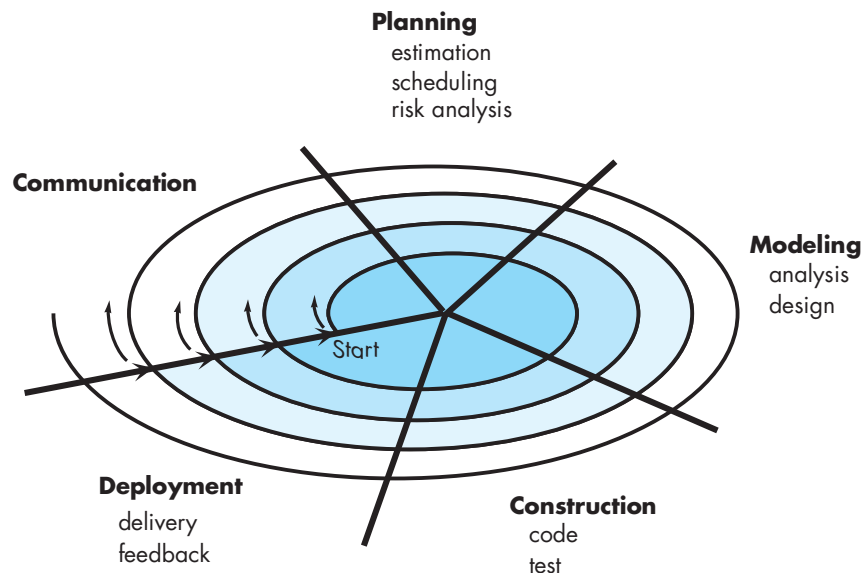 Planning
estimation
scheduling
risk analysis
Communication
Modeling
analysis
design
Start
Deployment
delivery
feedback
Construction
code
test